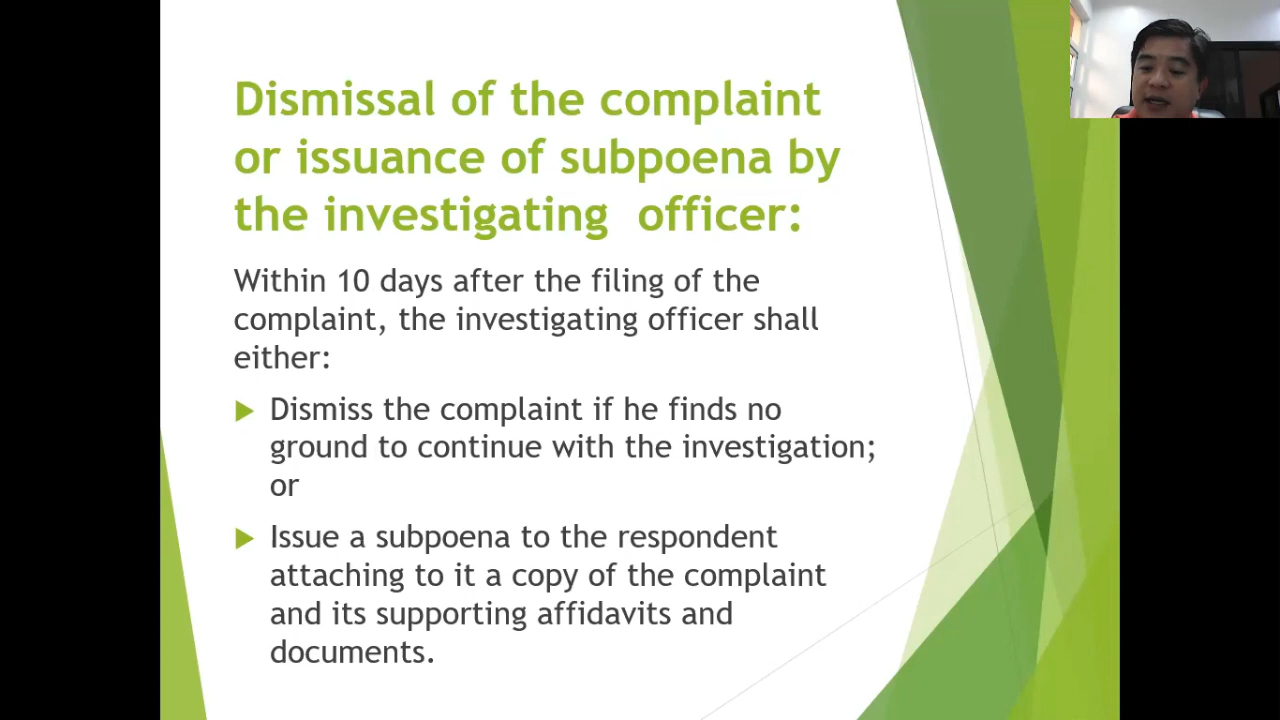 Dismissal of the complaint
or issuance of subpoena by
the investigating officer:
Within 10 days after the filing of the
complaint, the investigating officer shall
either:
Dismiss the complaint if he finds no
ground to continue with the investigation;
or
Issue a subpoena to the respondent
attaching to it a copy of the complaint
and its supporting affidavits and
documents.